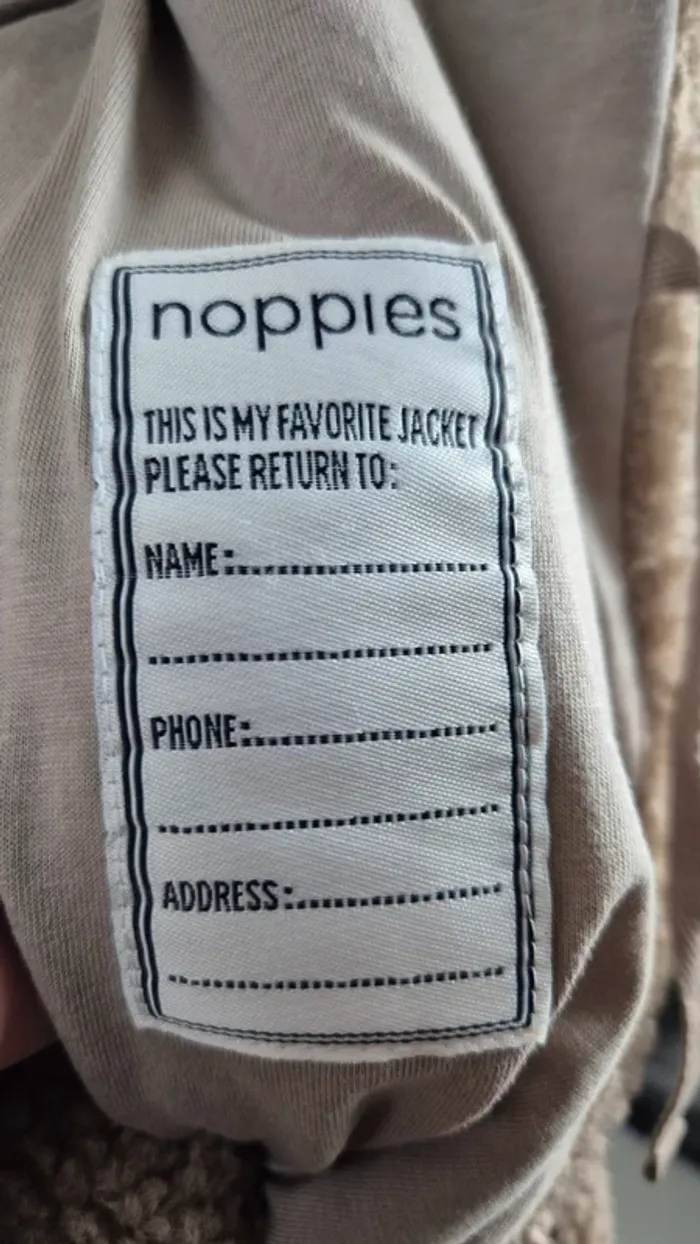 noppies
THIS IS MY FAVORITE JACKET
PLEASE RETURN TO:
NAME:........................
................................
PHONE:.......................
................................
ADDRESS:...................
................................